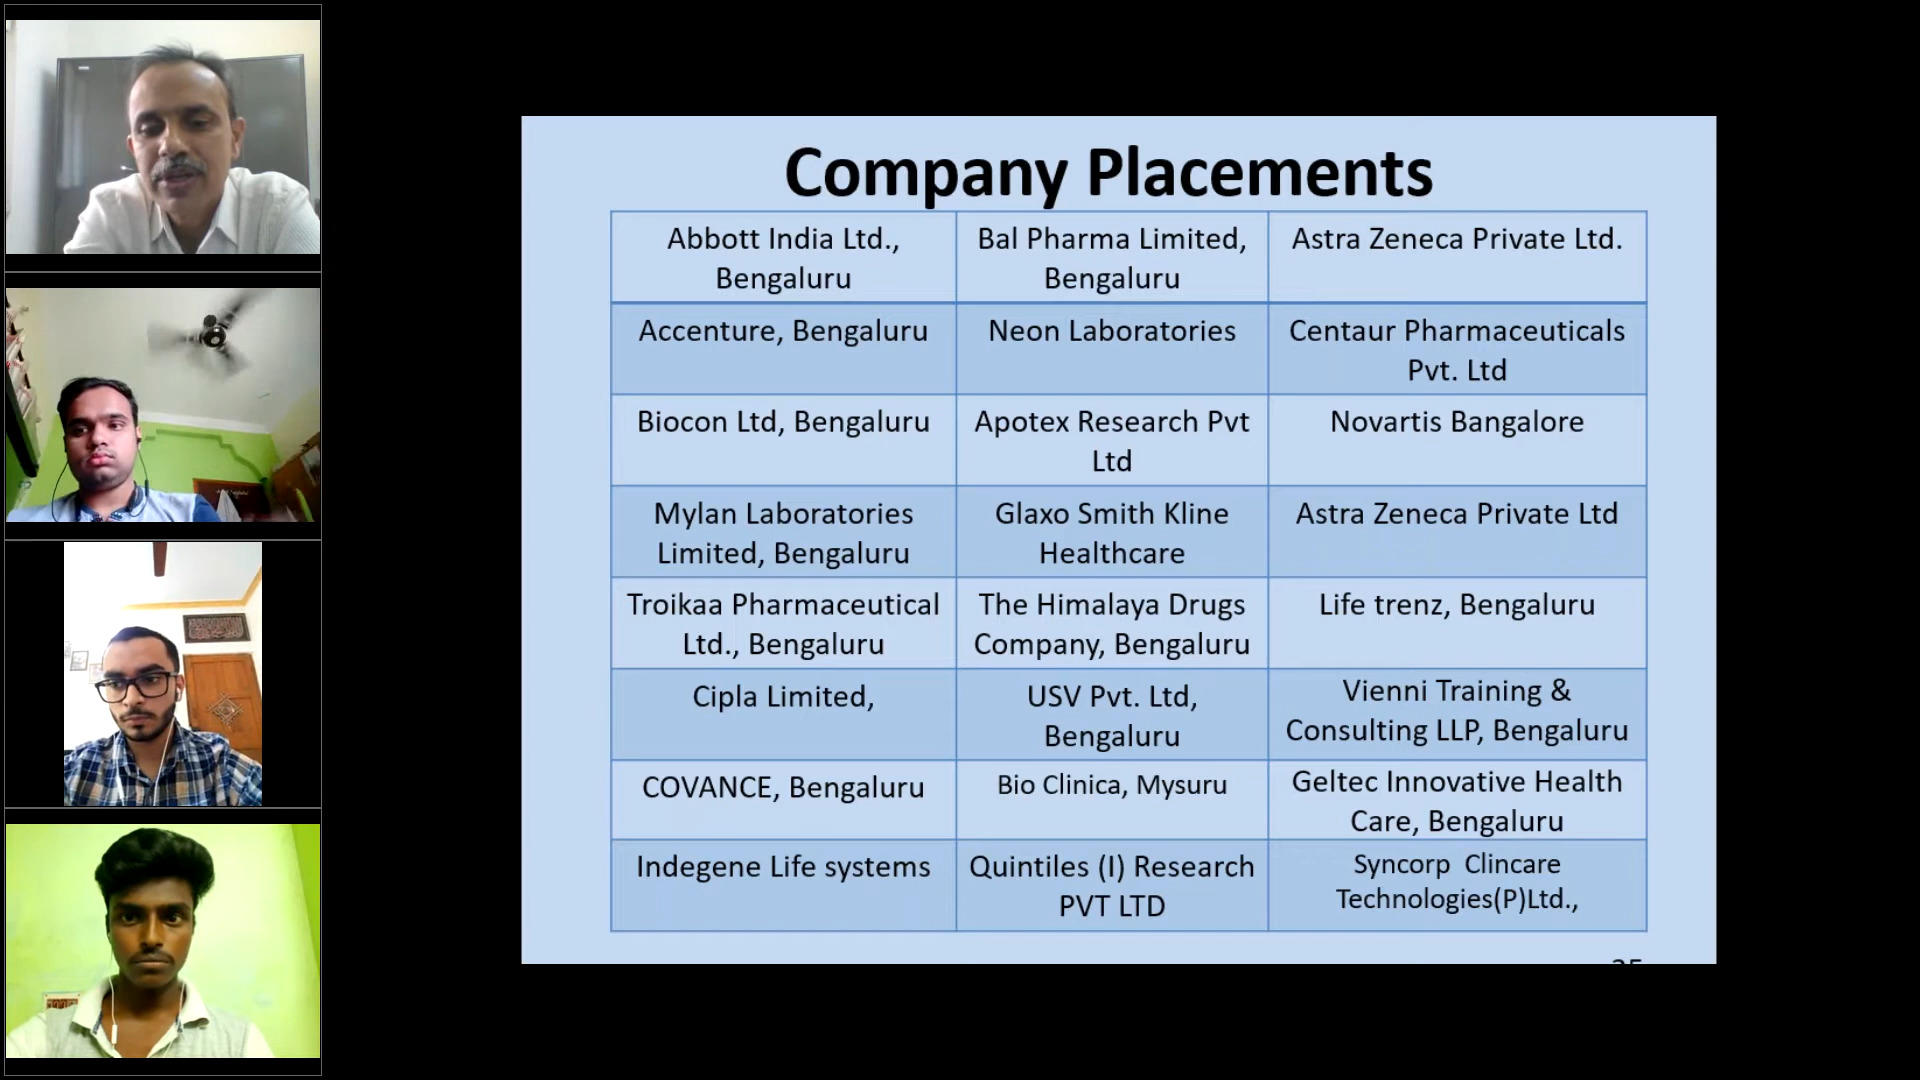 Company Placements
Abbott India Ltd.,
Bengaluru
Bal Pharma Limited,
Bengaluru
Astra Zeneca Private Ltd.
Accenture, Bengaluru
Neon Laboratories
Centaur Pharmaceuticals
Pvt. Ltd
Biocon Ltd, Bengaluru
Apotex Research Pvt
Ltd
Novartis Bangalore
Mylan Laboratories
Limited, Bengaluru
Glaxo Smith Kline
Healthcare
Astra Zeneca Private Ltd
Troikaa Pharmaceutical
Ltd., Bengaluru
The Himalaya Drugs
Company, Bengaluru
Life trenz, Bengaluru
Cipla Limited,
USV Pvt. Ltd,
Bengaluru
Vienni Training &
Consulting LLP, Bengaluru
COVANCE, Bengaluru
Bio Clinica, Mysuru
Geltec Innovative Health
Care, Bengaluru
Indegene Life systems
Quintiles (I) Research
PVT LTD
Syncorp Clincare
Technologies(P)Ltd.,